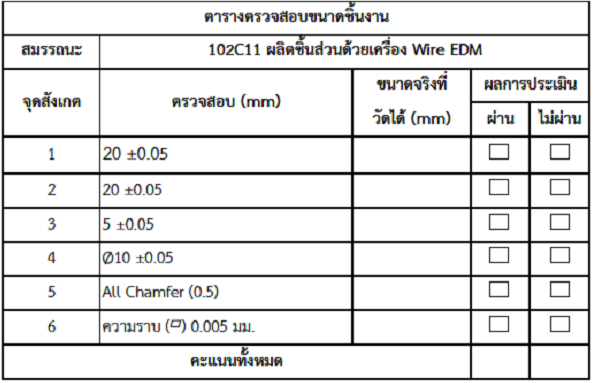 ตารางตรวจสอบขนาดชิ้นงาน
สมรรถนะ 102C11 ผลิตชิ้นส่วนด้วยเครื่อง Wire EDM
จุดสังเกต ตรวจสอบ (mm) ขนาดจริงที่วัดได้ (mm) ผลการประเมิน
ผ่าน ไม่ผ่าน
1 20 ±0.05 ☐ ☐
2 20 ±0.05 ☐ ☐
3 5 ±0.05 ☐ ☐
4 Ø10 ±0.05 ☐ ☐
5 All Chamfer (0.5) ☐ ☐
6 ความราบ (▱) 0.005 มม. ☐ ☐
คะแนนทั้งหมด